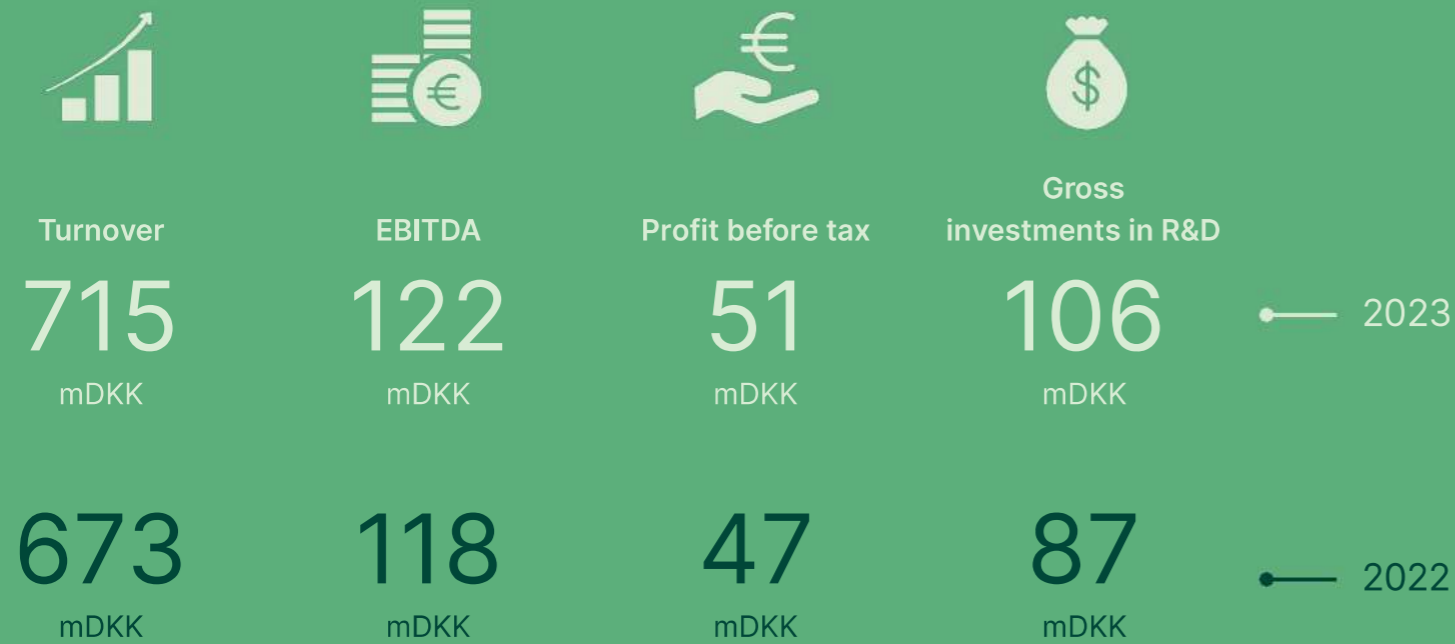 Turnover
715
mDKK
EBITDA
122
mDKK
Profit before tax
51
mDKK
Gross
investments in R&D
106
mDKK
2023
673
mDKK
118
mDKK
47
mDKK
87
mDKK
2022